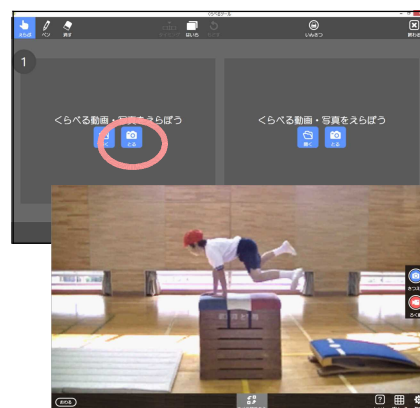 くらべるツール
えらぶ
ペン
消す
はいち
いんさつ
終わる
1
くらべる動画・写真をえらぼう
開く
とる
くらべる動画・写真をえらぼう
開く
とる
おわる